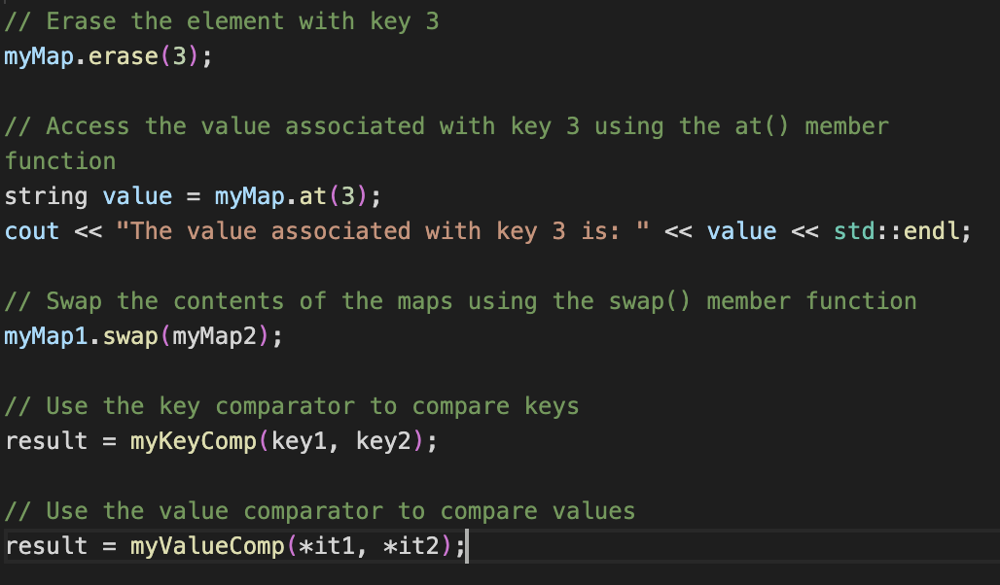 // Erase the element with key 3
myMap.erase(3);
// Access the value associated with key 3 using the at() member
function
string value = myMap.at(3);
cout << "The value associated with key 3 is: " << value << std::endl;
// Swap the contents of the maps using the swap() member function
myMap1.swap(myMap2);
// Use the key comparator to compare keys
result = myKeyComp(key1, key2);
// Use the value comparator to compare values
result = myValueComp(*it1, *it2);